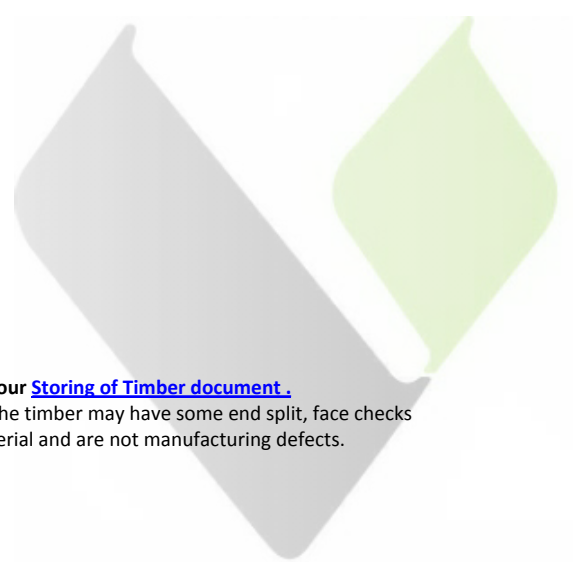 our Storing of Timber document .
he timber may have some end split, face checks
erial and are not manufacturing defects.